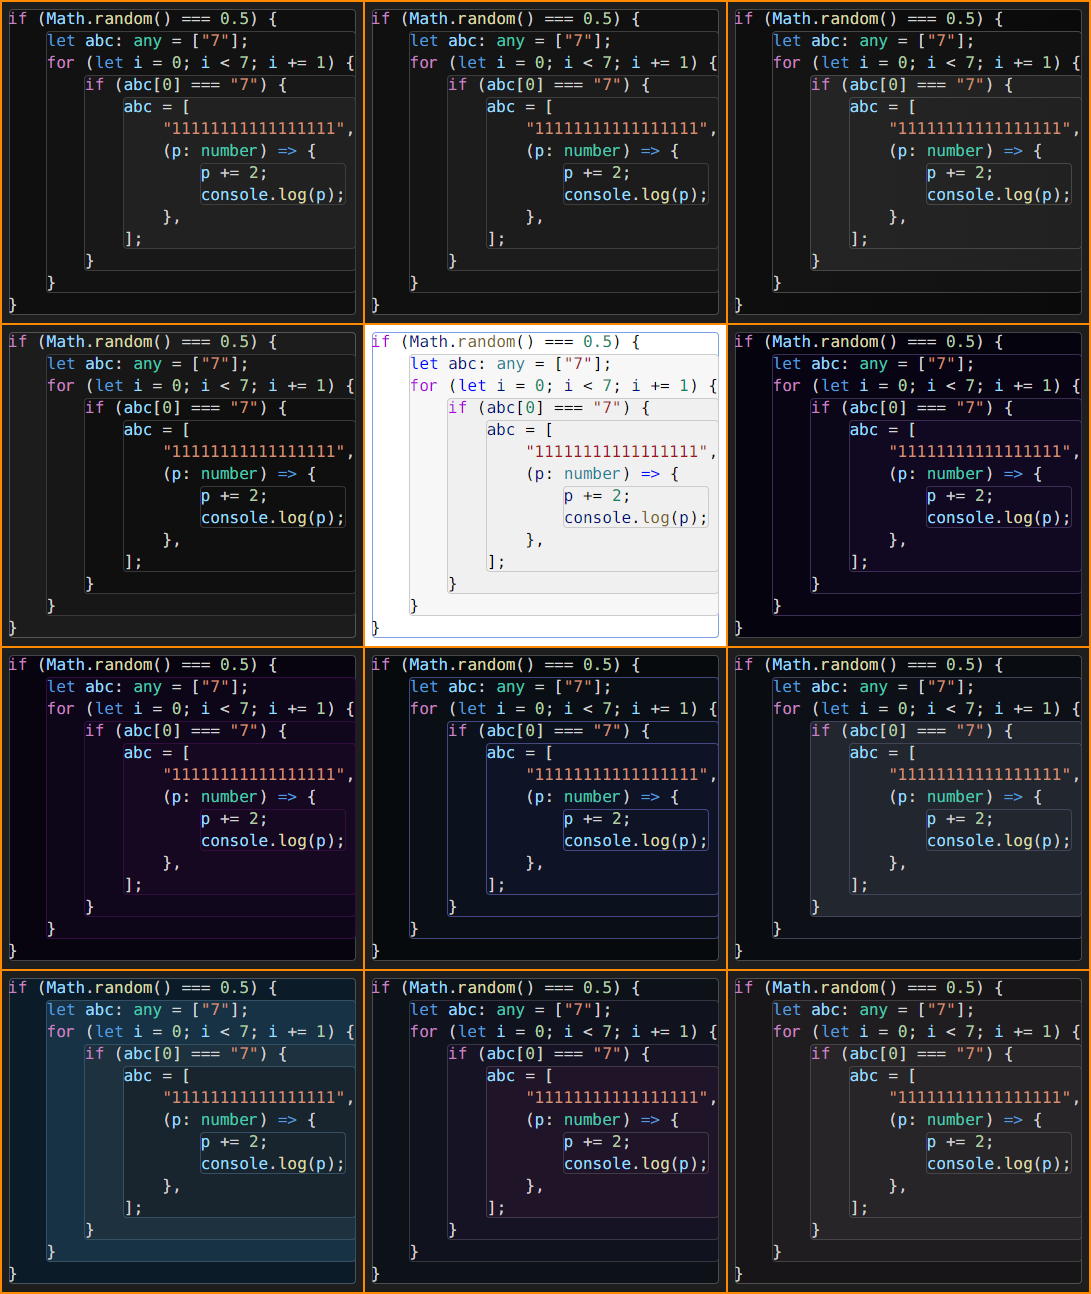 if (Math.random() === 0.5) {
let abc: any = ["7"];
for (let i = 0; i < 7; i += 1) {
if (abc[0] === "7") {
abc = [
"11111111111111111",
(p: number) => {
p += 2;
console.log(p);
},
];
}
}
}
if (Math.random() === 0.5) {
let abc: any = ["7"];
for (let i = 0; i < 7; i += 1) {
if (abc[0] === "7") {
abc = [
"11111111111111111",
(p: number) => {
p += 2;
console.log(p);
},
];
}
}
}
if (Math.random() === 0.5) {
let abc: any = ["7"];
for (let i = 0; i < 7; i += 1) {
if (abc[0] === "7") {
abc = [
"11111111111111111",
(p: number) => {
p += 2;
console.log(p);
},
];
}
}
}
if (Math.random() === 0.5) {
let abc: any = ["7"];
for (let i = 0; i < 7; i += 1) {
if (abc[0] === "7") {
abc = [
"11111111111111111",
(p: number) => {
p += 2;
console.log(p);
},
];
}
}
}
if (Math.random() === 0.5) {
let abc: any = ["7"];
for (let i = 0; i < 7; i += 1) {
if (abc[0] === "7") {
abc = [
"11111111111111111",
(p: number) => {
p += 2;
console.log(p);
},
];
}
}
}
if (Math.random() === 0.5) {
let abc: any = ["7"];
for (let i = 0; i < 7; i += 1) {
if (abc[0] === "7") {
abc = [
"11111111111111111",
(p: number) => {
p += 2;
console.log(p);
},
];
}
}
}
if (Math.random() === 0.5) {
let abc: any = ["7"];
for (let i = 0; i < 7; i += 1) {
if (abc[0] === "7") {
abc = [
"11111111111111111",
(p: number) => {
p += 2;
console.log(p);
},
];
}
}
}
if (Math.random() === 0.5) {
let abc: any = ["7"];
for (let i = 0; i < 7; i += 1) {
if (abc[0] === "7") {
abc = [
"11111111111111111",
(p: number) => {
p += 2;
console.log(p);
},
];
}
}
}
if (Math.random() === 0.5) {
let abc: any = ["7"];
for (let i = 0; i < 7; i += 1) {
if (abc[0] === "7") {
abc = [
"11111111111111111",
(p: number) => {
p += 2;
console.log(p);
},
];
}
}
}
if (Math.random() === 0.5) {
let abc: any = ["7"];
for (let i = 0; i < 7; i += 1) {
if (abc[0] === "7") {
abc = [
"11111111111111111",
(p: number) => {
p += 2;
console.log(p);
},
];
}
}
}
if (Math.random() === 0.5) {
let abc: any = ["7"];
for (let i = 0; i < 7; i += 1) {
if (abc[0] === "7") {
abc = [
"11111111111111111",
(p: number) => {
p += 2;
console.log(p);
},
];
}
}
}
if (Math.random() === 0.5) {
let abc: any = ["7"];
for (let i = 0; i < 7; i += 1) {
if (abc[0] === "7") {
abc = [
"11111111111111111",
(p: number) => {
p += 2;
console.log(p);
},
];
}
}
}